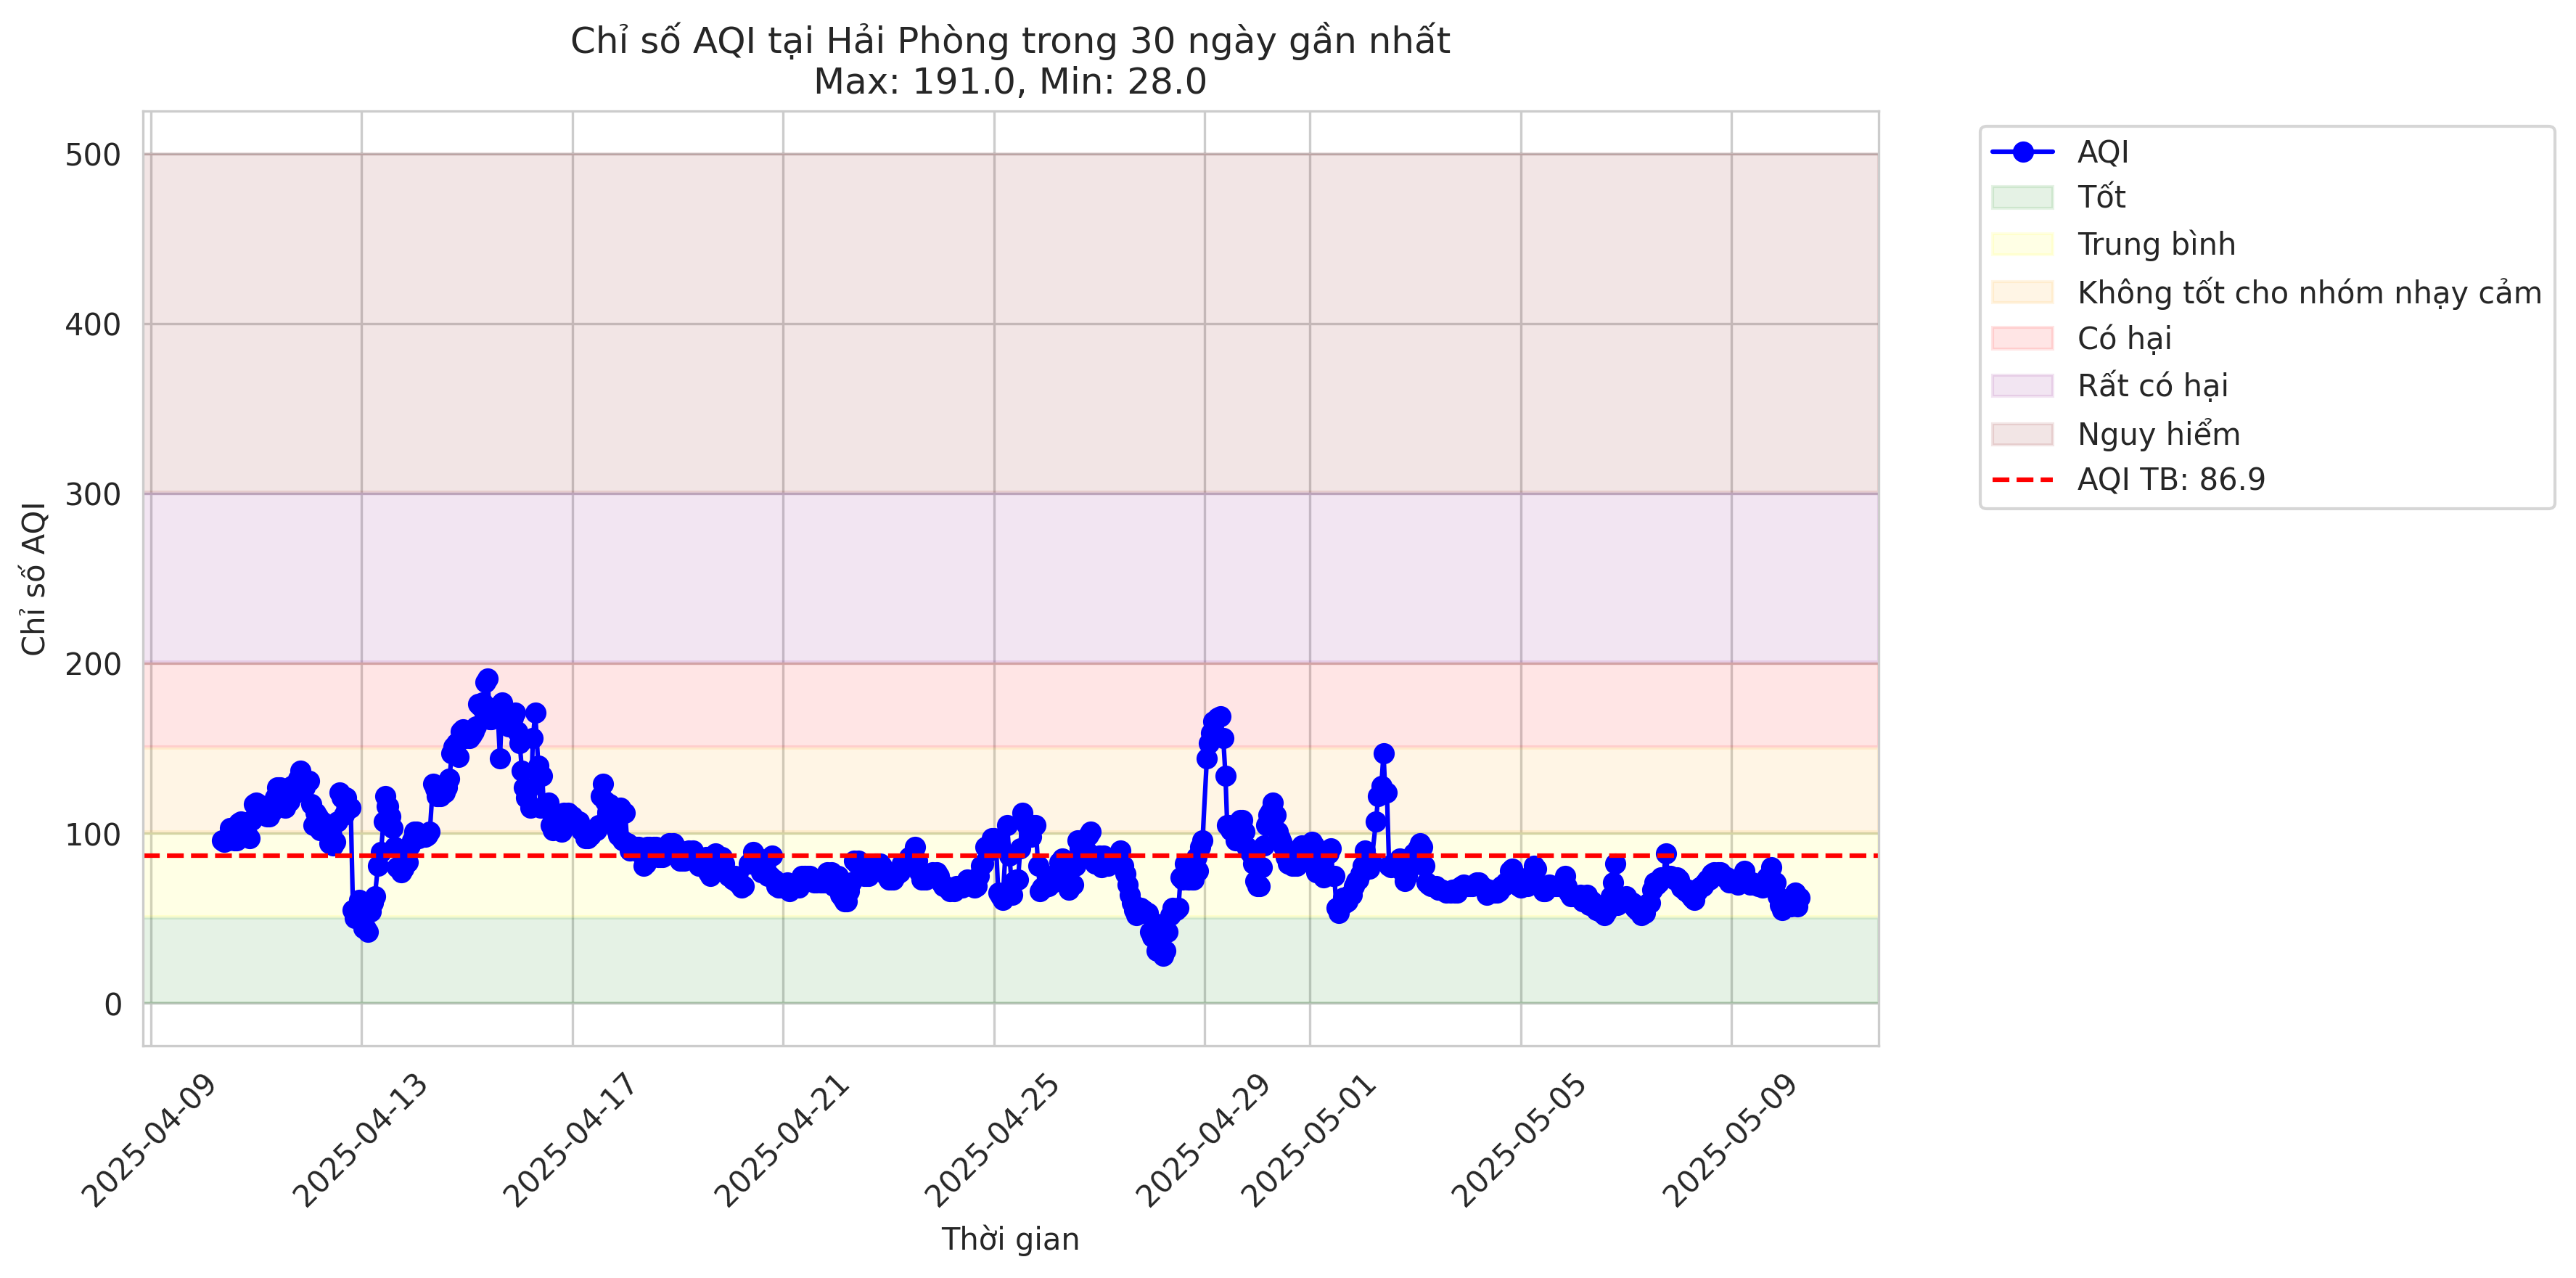 Chỉ số AQI tại Hải Phòng trong 30 ngày gần nhất
Max: 191.0, Min: 28.0
Chỉ số AQI
500
400
300
200
100
0
2025-04-09
2025-04-13
2025-04-17
2025-04-21
2025-04-25
2025-04-29
2025-05-01
2025-05-05
2025-05-09
Thời gian
AQI
Tốt
Trung bình
Không tốt cho nhóm nhạy cảm
Có hại
Rất có hại
Nguy hiểm
AQI TB: 86.9